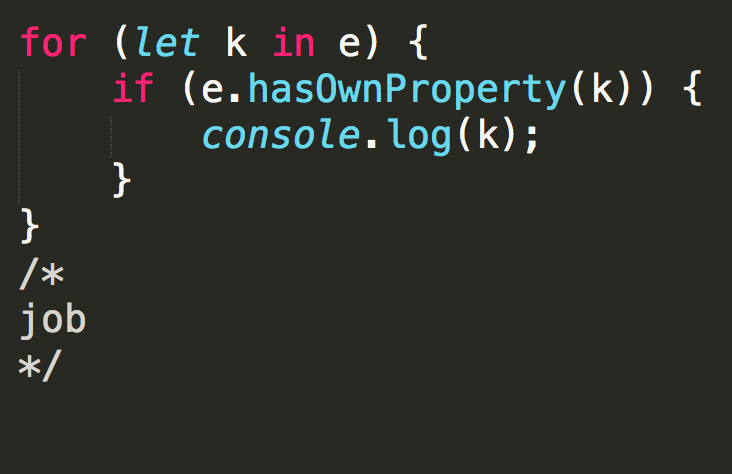 for (let k in e) {
    if (e.hasOwnProperty(k)) {
        console.log(k);
    }
}
/*
job
*/